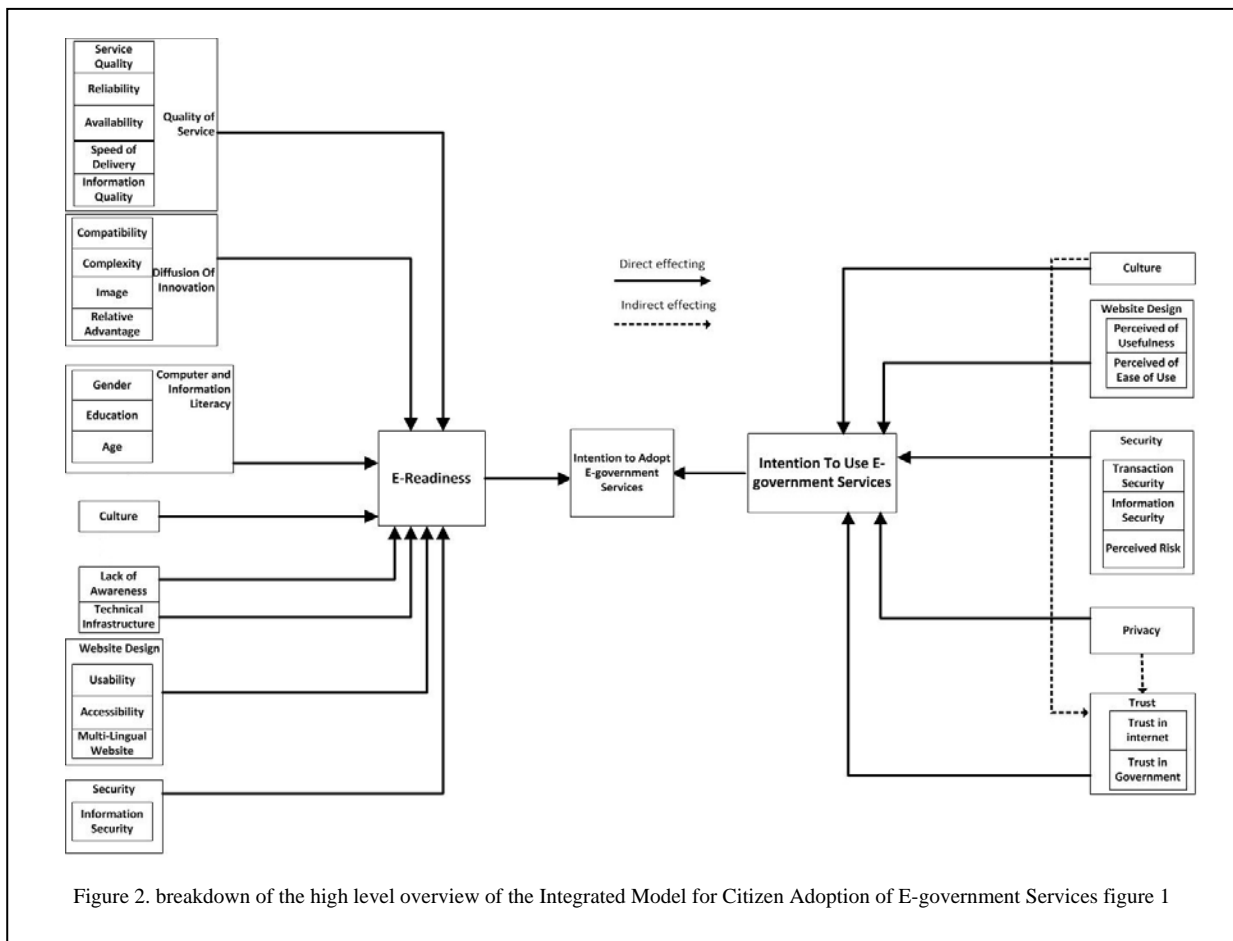 Service
Quality
Reliability
Availability
Speed of
Delivery
Information
Quality
Quality of
Service
Compatibility
Complexity
Image
Relative
Advantage
Diffusion Of
Innovation
Gender
Education
Age
Computer and
Information
Literacy
Culture
Lack of
Awareness
Technical
Infrastructure
Website Design
Usability
Accessibility
Multi-Lingual
Website
Security
Information
Security
E-Readiness
Intention to Adopt
E-government
Services
Direct effecting
Indirect effecting
Intention To Use E-
government Services
Culture
Website Design
Perceived of
Usefulness
Perceived of
Ease of Use
Security
Transaction
Security
Information
Security
Perceived Risk
Privacy
Trust
Trust in
internet
Trust in
Government
Figure 2. breakdown of the high level overview of the Integrated Model for Citizen Adoption of E-government Services figure 1